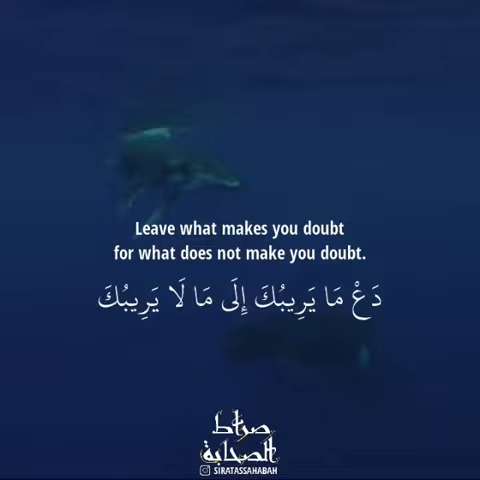 Leave what makes you doubt
for what does not make you doubt.
دَعْ مَا يَرِيبُكَ إِلَى مَا لَا يَرِيبُكَ
صراط
الصحابة
SIRATASSAHABAH